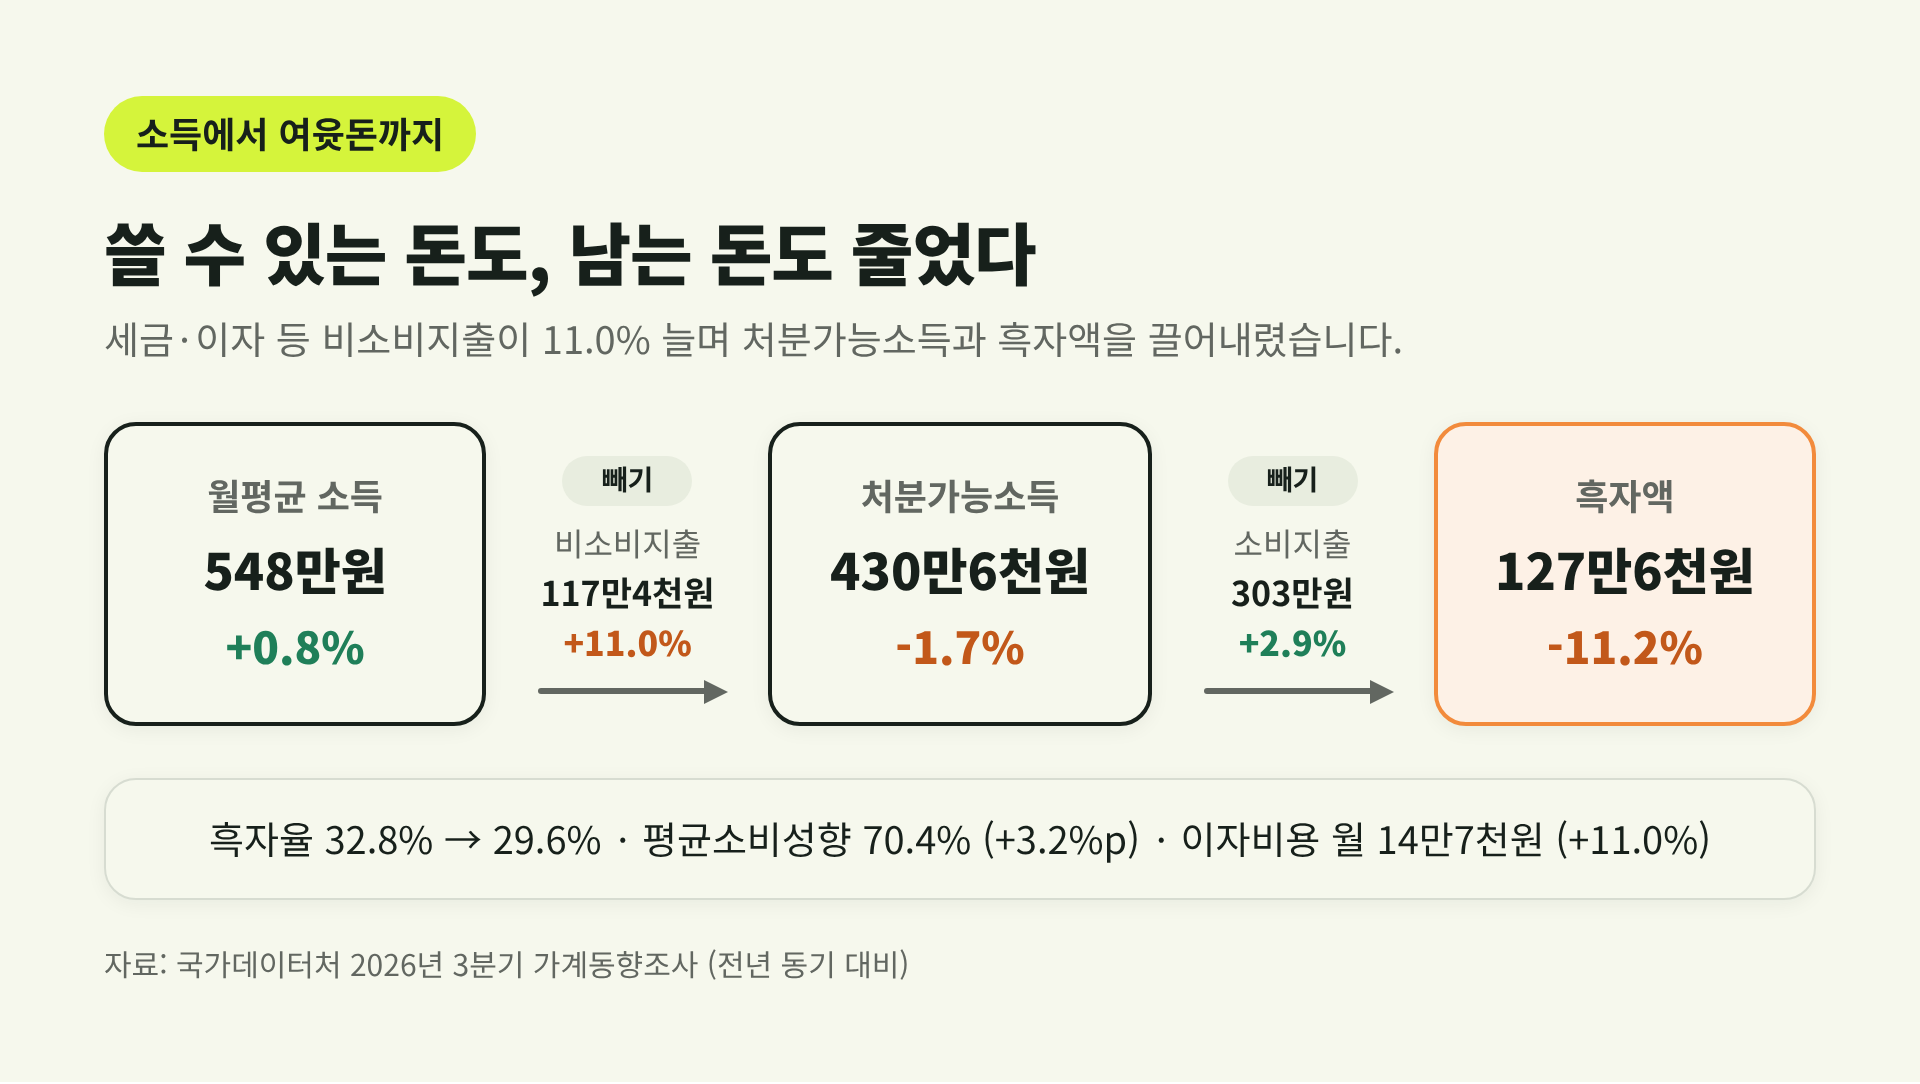 소득에서 여윳돈까지
쓸 수 있는 돈도, 남는 돈도 줄었다
세금·이자 등 비소비지출이 11.0% 늘며 처분가능소득과 흑자액을 끌어내렸습니다.
월평균 소득
548만원
+0.8%
빼기
비소비지출
117만4천원
+11.0%
처분가능소득
430만6천원
-1.7%
빼기
소비지출
303만원
+2.9%
흑자액
127만6천원
-11.2%
흑자율 32.8% → 29.6% · 평균소비성향 70.4% (+3.2%p) · 이자비용 월 14만7천원 (+11.0%)
자료: 국가데이터처 2026년 3분기 가계동향조사 (전년 동기 대비)